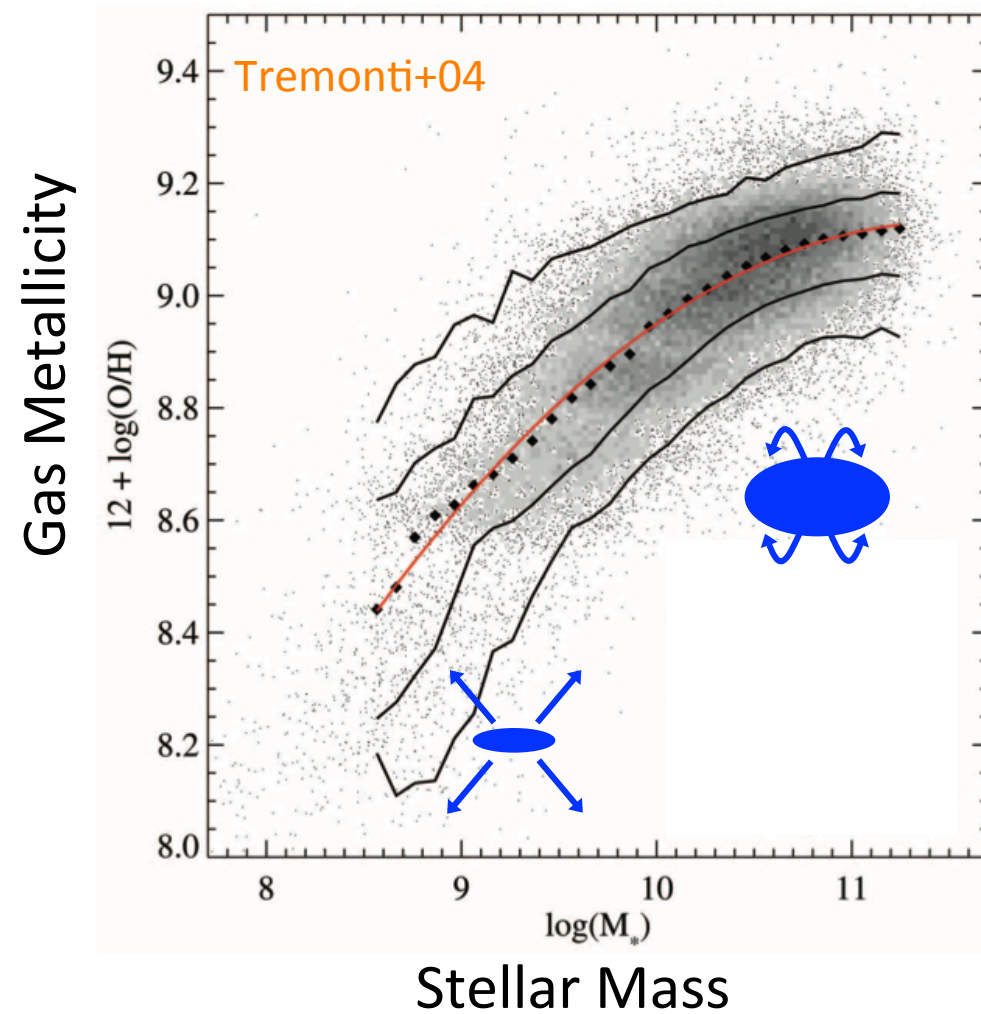 Tremonti+04
Gas Metallicity
12 + log(O/H)
9.4
9.2
9.0
8.8
8.6
8.4
8.2
8.0
8 9 10 11
log(M*)
Stellar Mass